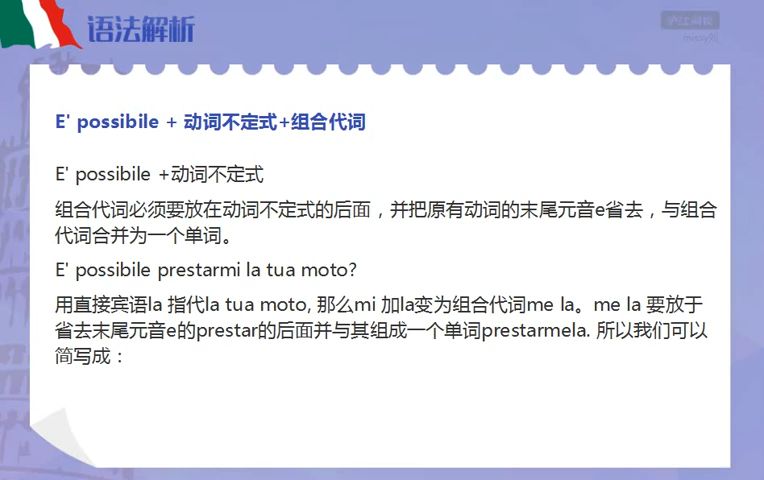 语法解析
沪江网校
missy9II
E' possibile + 动词不定式+组合代词
E' possibile +动词不定式
组合代词必须要放在动词不定式的后面，并把原有动词的末尾元音e省去，与组合
代词合并为一个单词。
E' possibile prestarmi la tua moto?
用直接宾语la 指代la tua moto, 那么mi 加la变为组合代词me la。me la 要放于
省去末尾元音e的prestar的后面并与其组成一个单词prestarmela. 所以我们可以
简写成：